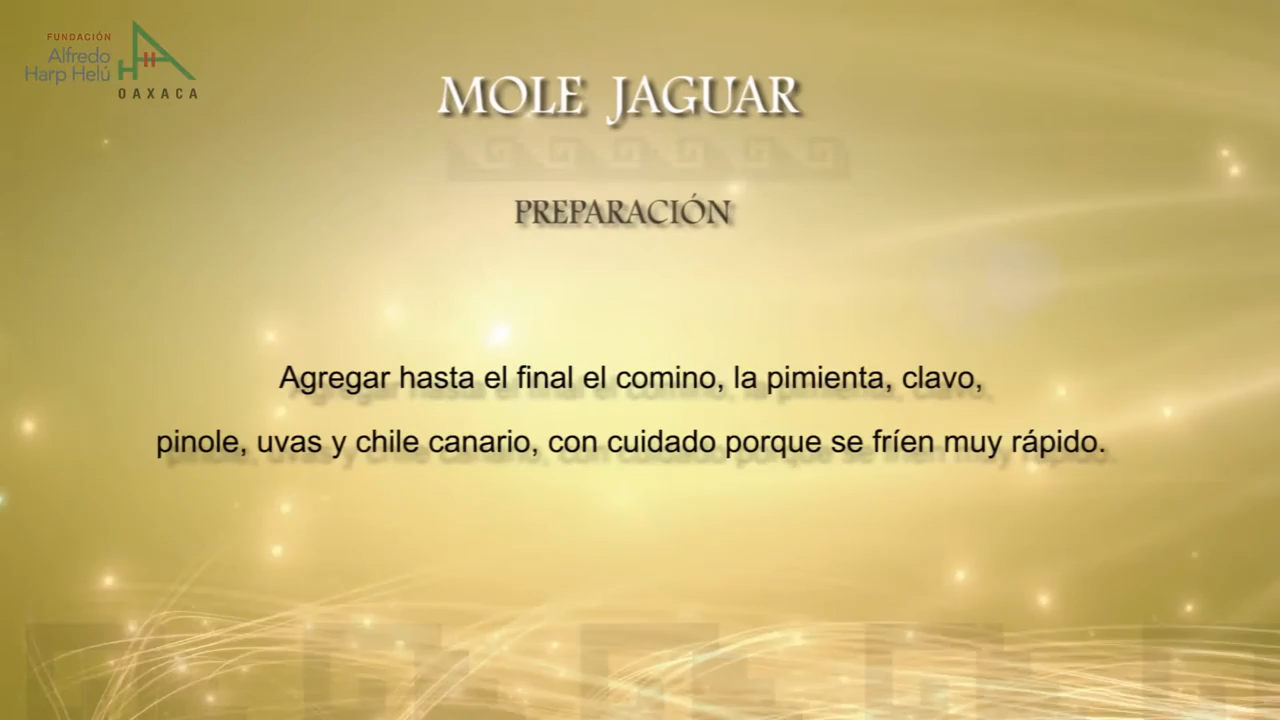 FUNDACIÓN
Alfredo
Harp Helú
OAXACA
MOLE JAGUAR
PREPARACIÓN
Agregar hasta el final el comino, la pimienta, clavo,
pinole, uvas y chile canario, con cuidado porque se fríen muy rápido.